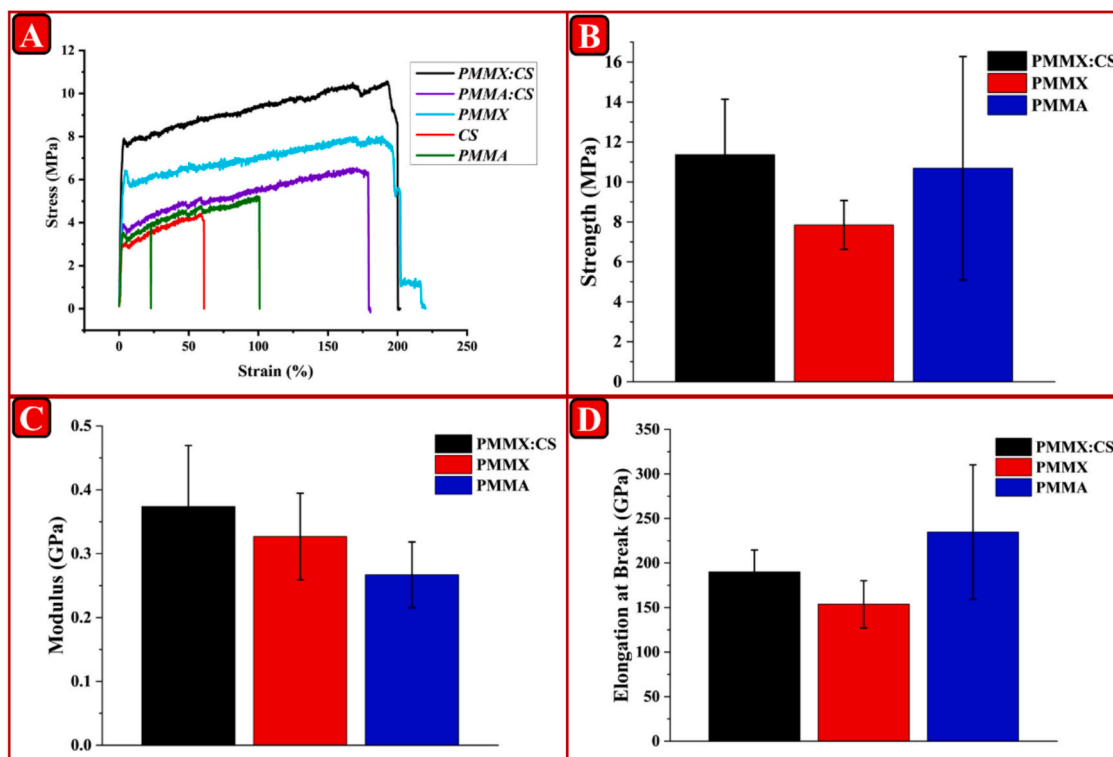 A
12
10
8
6
4
2
0
Stress (MPa)
0 50 100 150 200 250
Strain (%)
PMMX:CS
PMMA:CS
PMMX
CS
PMMA
B
16
14
12
10
8
6
4
2
0
Strength (MPa)
PMMX:CS
PMMX
PMMA
C
0.5
0.4
0.3
0.2
0.1
0.0
Modulus (GPa)
PMMX:CS
PMMX
PMMA
D
350
300
250
200
150
100
50
0
Elongation at Break (GPa)
PMMX:CS
PMMX
PMMA